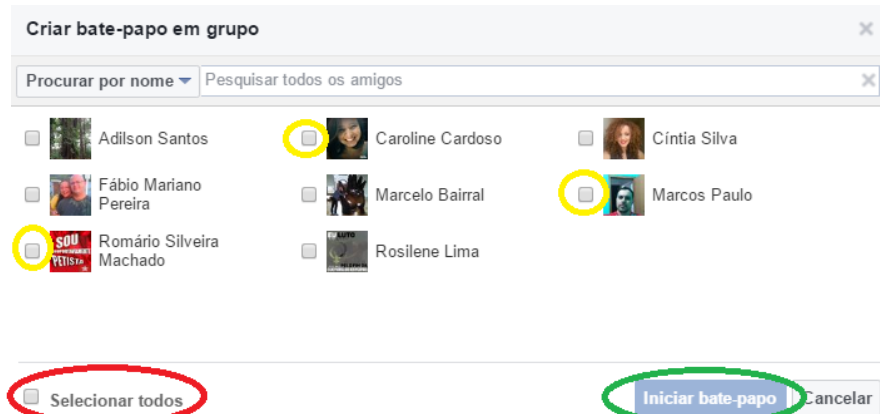 Criar bate-papo em grupo
Procurar por nome Pesquisar todos os amigos
Adilson Santos Caroline Cardoso Cíntia Silva
Fábio Mariano
Pereira Marcelo Bairral Marcos Paulo
SOU
PETISTA
Romário Silveira
Machado
EU LUTO
Rosilene Lima
Selecionar todos Iniciar bate-papo Cancelar